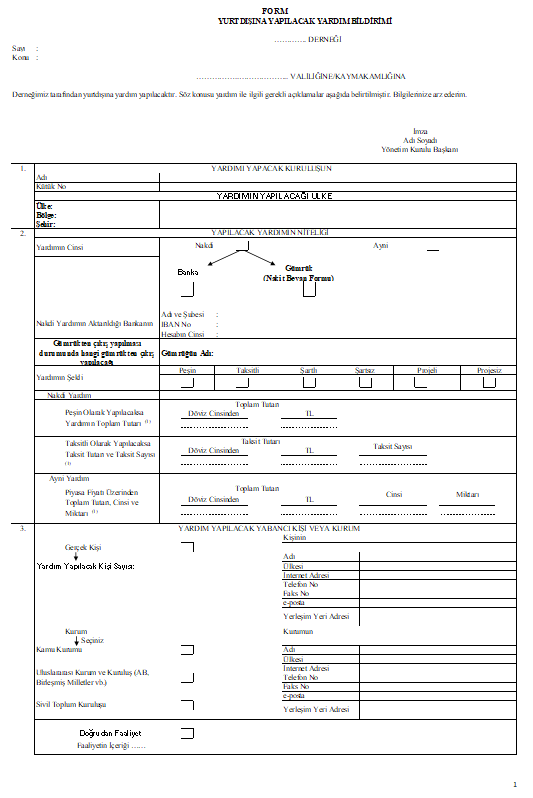 FORM
YURTDIŞINA YAPILACAK YARDIM BİLDİRİMİ
…………. DERNEĞİ
Sayı :
Konu :
……………………………….. VALİLİĞİNE/KAYMAKAMLIĞINA
Derneğimiz tarafından yurtdışına yardım yapılacaktır. Söz konusu yardım ile ilgili gerekli açıklamalar aşağıda belirtilmiştir. Bilgilerinize arz ederim.
İmza
Adı Soyadı
Yönetim Kurulu Başkanı
1. YARDIMI YAPACAK KURULUŞUN
Adı
Kütük No
YARDIMIN YAPILACAĞI ÜLKE
Ülke:
Bölge:
Şehir:
2. YAPILACAK YARDIMIN NİTELİĞİ
Yardımın Cinsi Nakdi Ayni
Banka Gümrük
(Nakit Beyan Formu)
Nakdi Yardımın Aktarıldığı Bankanın
Adı ve Şubesi :
IBAN No :
Hesabın Cinsi :
Gümrükten çıkış yapılması
durumunda hangi gümrükten çıkış
yapılacağı
Gümrüğün Adı:
Yardımın Şekli
Peşin Taksitli Şartlı Şartsız Projeli Projesiz
Nakdi Yardım
Peşin Olarak Yapılacaksa
Yardımın Toplam Tutarı (1)
Toplam Tutarı
Döviz Cinsinden TL
Taksitli Olarak Yapılacaksa
Taksit Tutarı ve Taksit Sayısı
(1)
Taksit Tutarı
Döviz Cinsinden TL
Taksit Sayısı
Ayni Yardım
Piyasa Fiyatı Üzerinden
Toplam Tutarı, Cinsi ve
Miktarı (1)
Toplam Tutarı
Döviz Cinsinden TL
Cinsi Miktarı
3. YARDIM YAPILACAK YABANCI KİŞİ VEYA KURUM
Gerçek Kişi
Yardım Yapılacak Kişi Sayısı:
Kişinin
Adı
Ülkesi
İnternet Adresi
Telefon No
Faks No
e-posta
Yerleşim Yeri Adresi
Kurum
Seçiniz
Kamu Kurumu
Uluslararası Kurum ve Kuruluş (AB,
Birleşmiş Milletler vb.)
Sivil Toplum Kuruluşu
Kurumun
Adı
Ülkesi
İnternet Adresi
Telefon No
Faks No
e-posta
Yerleşim Yeri Adresi
Doğrudan Faaliyet
Faaliyetin İçeriği ……
1